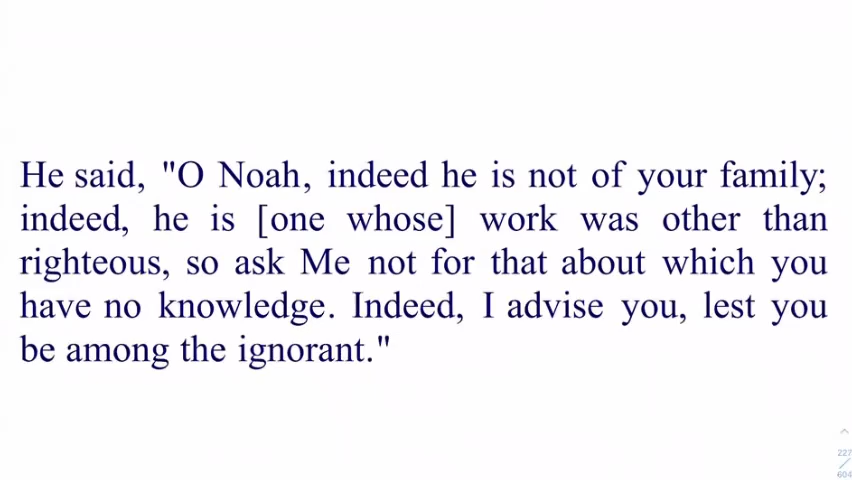 He said, "O Noah, indeed he is not of your family;
indeed, he is [one whose] work was other than
righteous, so ask Me not for that about which you
have no knowledge. Indeed, I advise you, lest you
be among the ignorant."
227
/
604